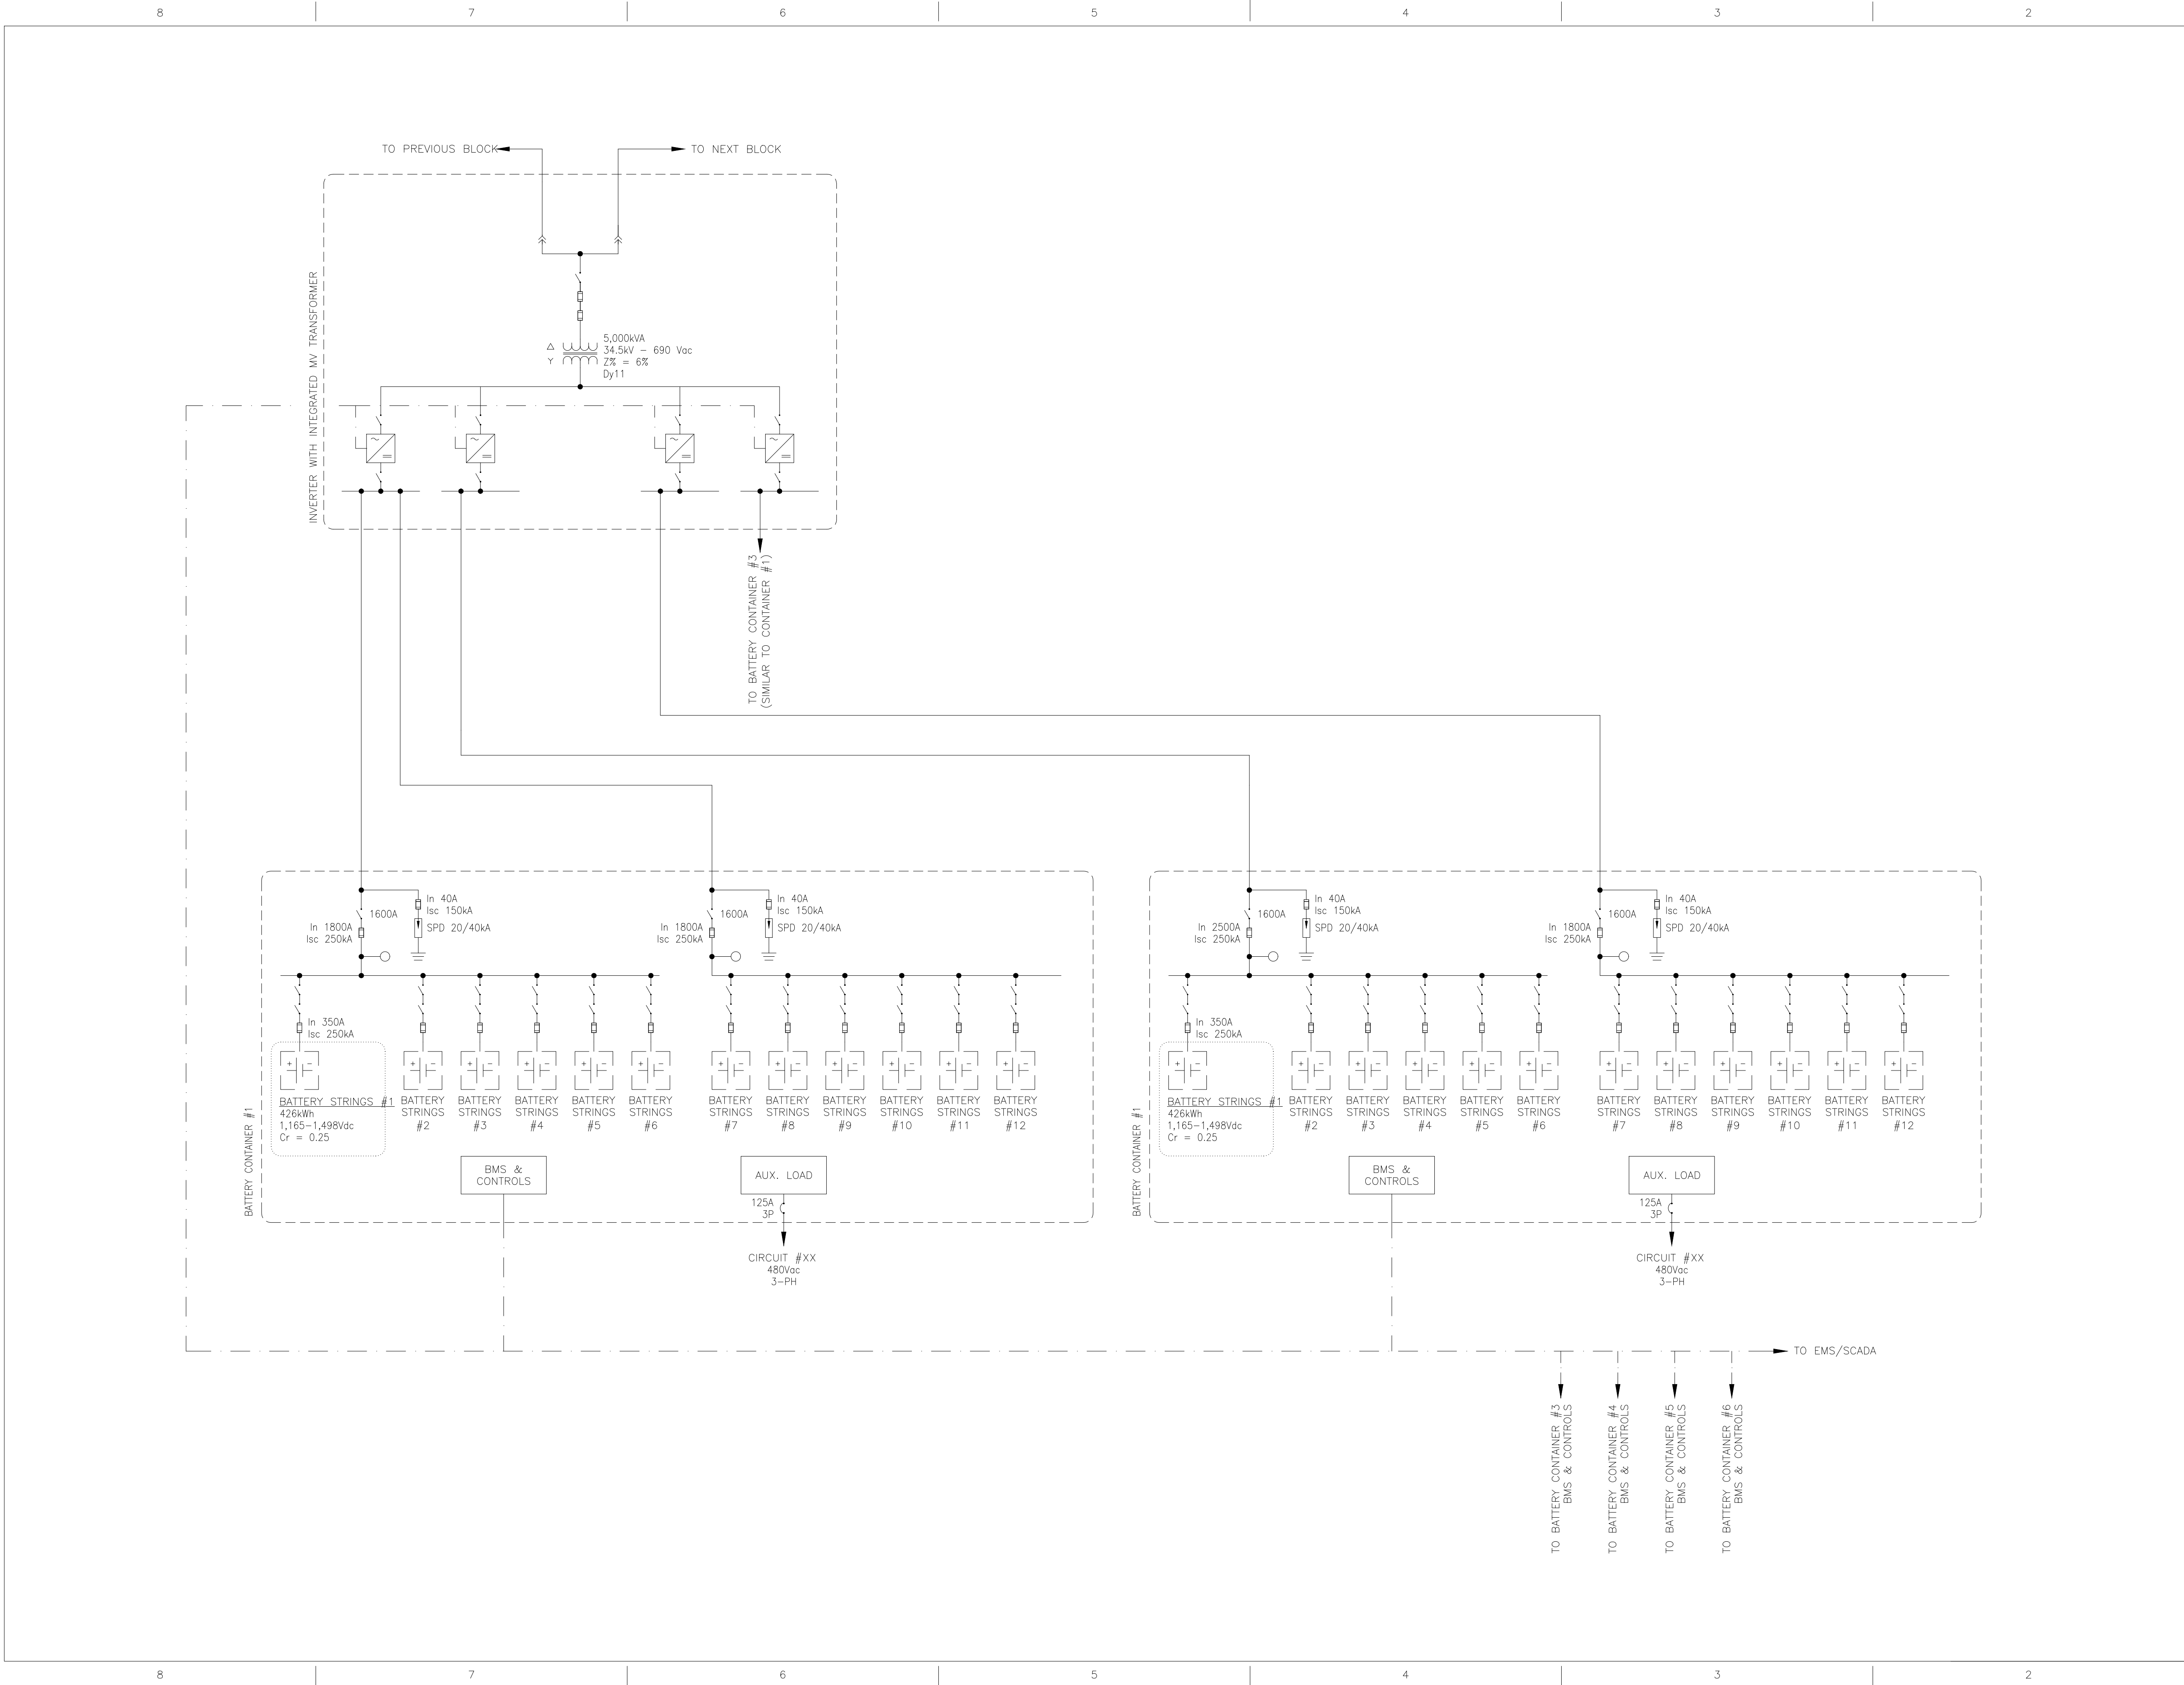 8 7 6 5 4 3 2
TO PREVIOUS BLOCK
TO NEXT BLOCK
INVERTER WITH INTEGRATED MV TRANSFORMER
5,000kVA
34.5kV – 690 Vac
Z% = 6%
Dy11
TO BATTERY CONTAINER #3
(SIMILAR TO CONTAINER #1)
BATTERY CONTAINER #1
In 40A
Isc 150kA
1600A
SPD 20/40kA
In 1800A
Isc 250kA
In 40A
Isc 150kA
1600A
SPD 20/40kA
In 1800A
Isc 250kA
In 350A
Isc 250kA
+ -
BATTERY STRINGS #1
426kWh
1,165–1,498Vdc
Cr = 0.25
+ -
BATTERY
STRINGS
#2
+ -
BATTERY
STRINGS
#3
+ -
BATTERY
STRINGS
#4
+ -
BATTERY
STRINGS
#5
+ -
BATTERY
STRINGS
#6
+ -
BATTERY
STRINGS
#7
+ -
BATTERY
STRINGS
#8
+ -
BATTERY
STRINGS
#9
+ -
BATTERY
STRINGS
#10
+ -
BATTERY
STRINGS
#11
+ -
BATTERY
STRINGS
#12
BMS &
CONTROLS
AUX. LOAD
125A
3P
CIRCUIT #XX
480Vac
3–PH
BATTERY CONTAINER #1
In 40A
Isc 150kA
1600A
SPD 20/40kA
In 2500A
Isc 250kA
In 40A
Isc 150kA
1600A
SPD 20/40kA
In 1800A
Isc 250kA
In 350A
Isc 250kA
+ -
BATTERY STRINGS #1
426kWh
1,165–1,498Vdc
Cr = 0.25
+ -
BATTERY
STRINGS
#2
+ -
BATTERY
STRINGS
#3
+ -
BATTERY
STRINGS
#4
+ -
BATTERY
STRINGS
#5
+ -
BATTERY
STRINGS
#6
+ -
BATTERY
STRINGS
#7
+ -
BATTERY
STRINGS
#8
+ -
BATTERY
STRINGS
#9
+ -
BATTERY
STRINGS
#10
+ -
BATTERY
STRINGS
#11
+ -
BATTERY
STRINGS
#12
BMS &
CONTROLS
AUX. LOAD
125A
3P
CIRCUIT #XX
480Vac
3–PH
TO EMS/SCADA
TO BATTERY CONTAINER #3
BMS & CONTROLS
TO BATTERY CONTAINER #4
BMS & CONTROLS
TO BATTERY CONTAINER #5
BMS & CONTROLS
TO BATTERY CONTAINER #6
BMS & CONTROLS
8 7 6 5 4 3 2